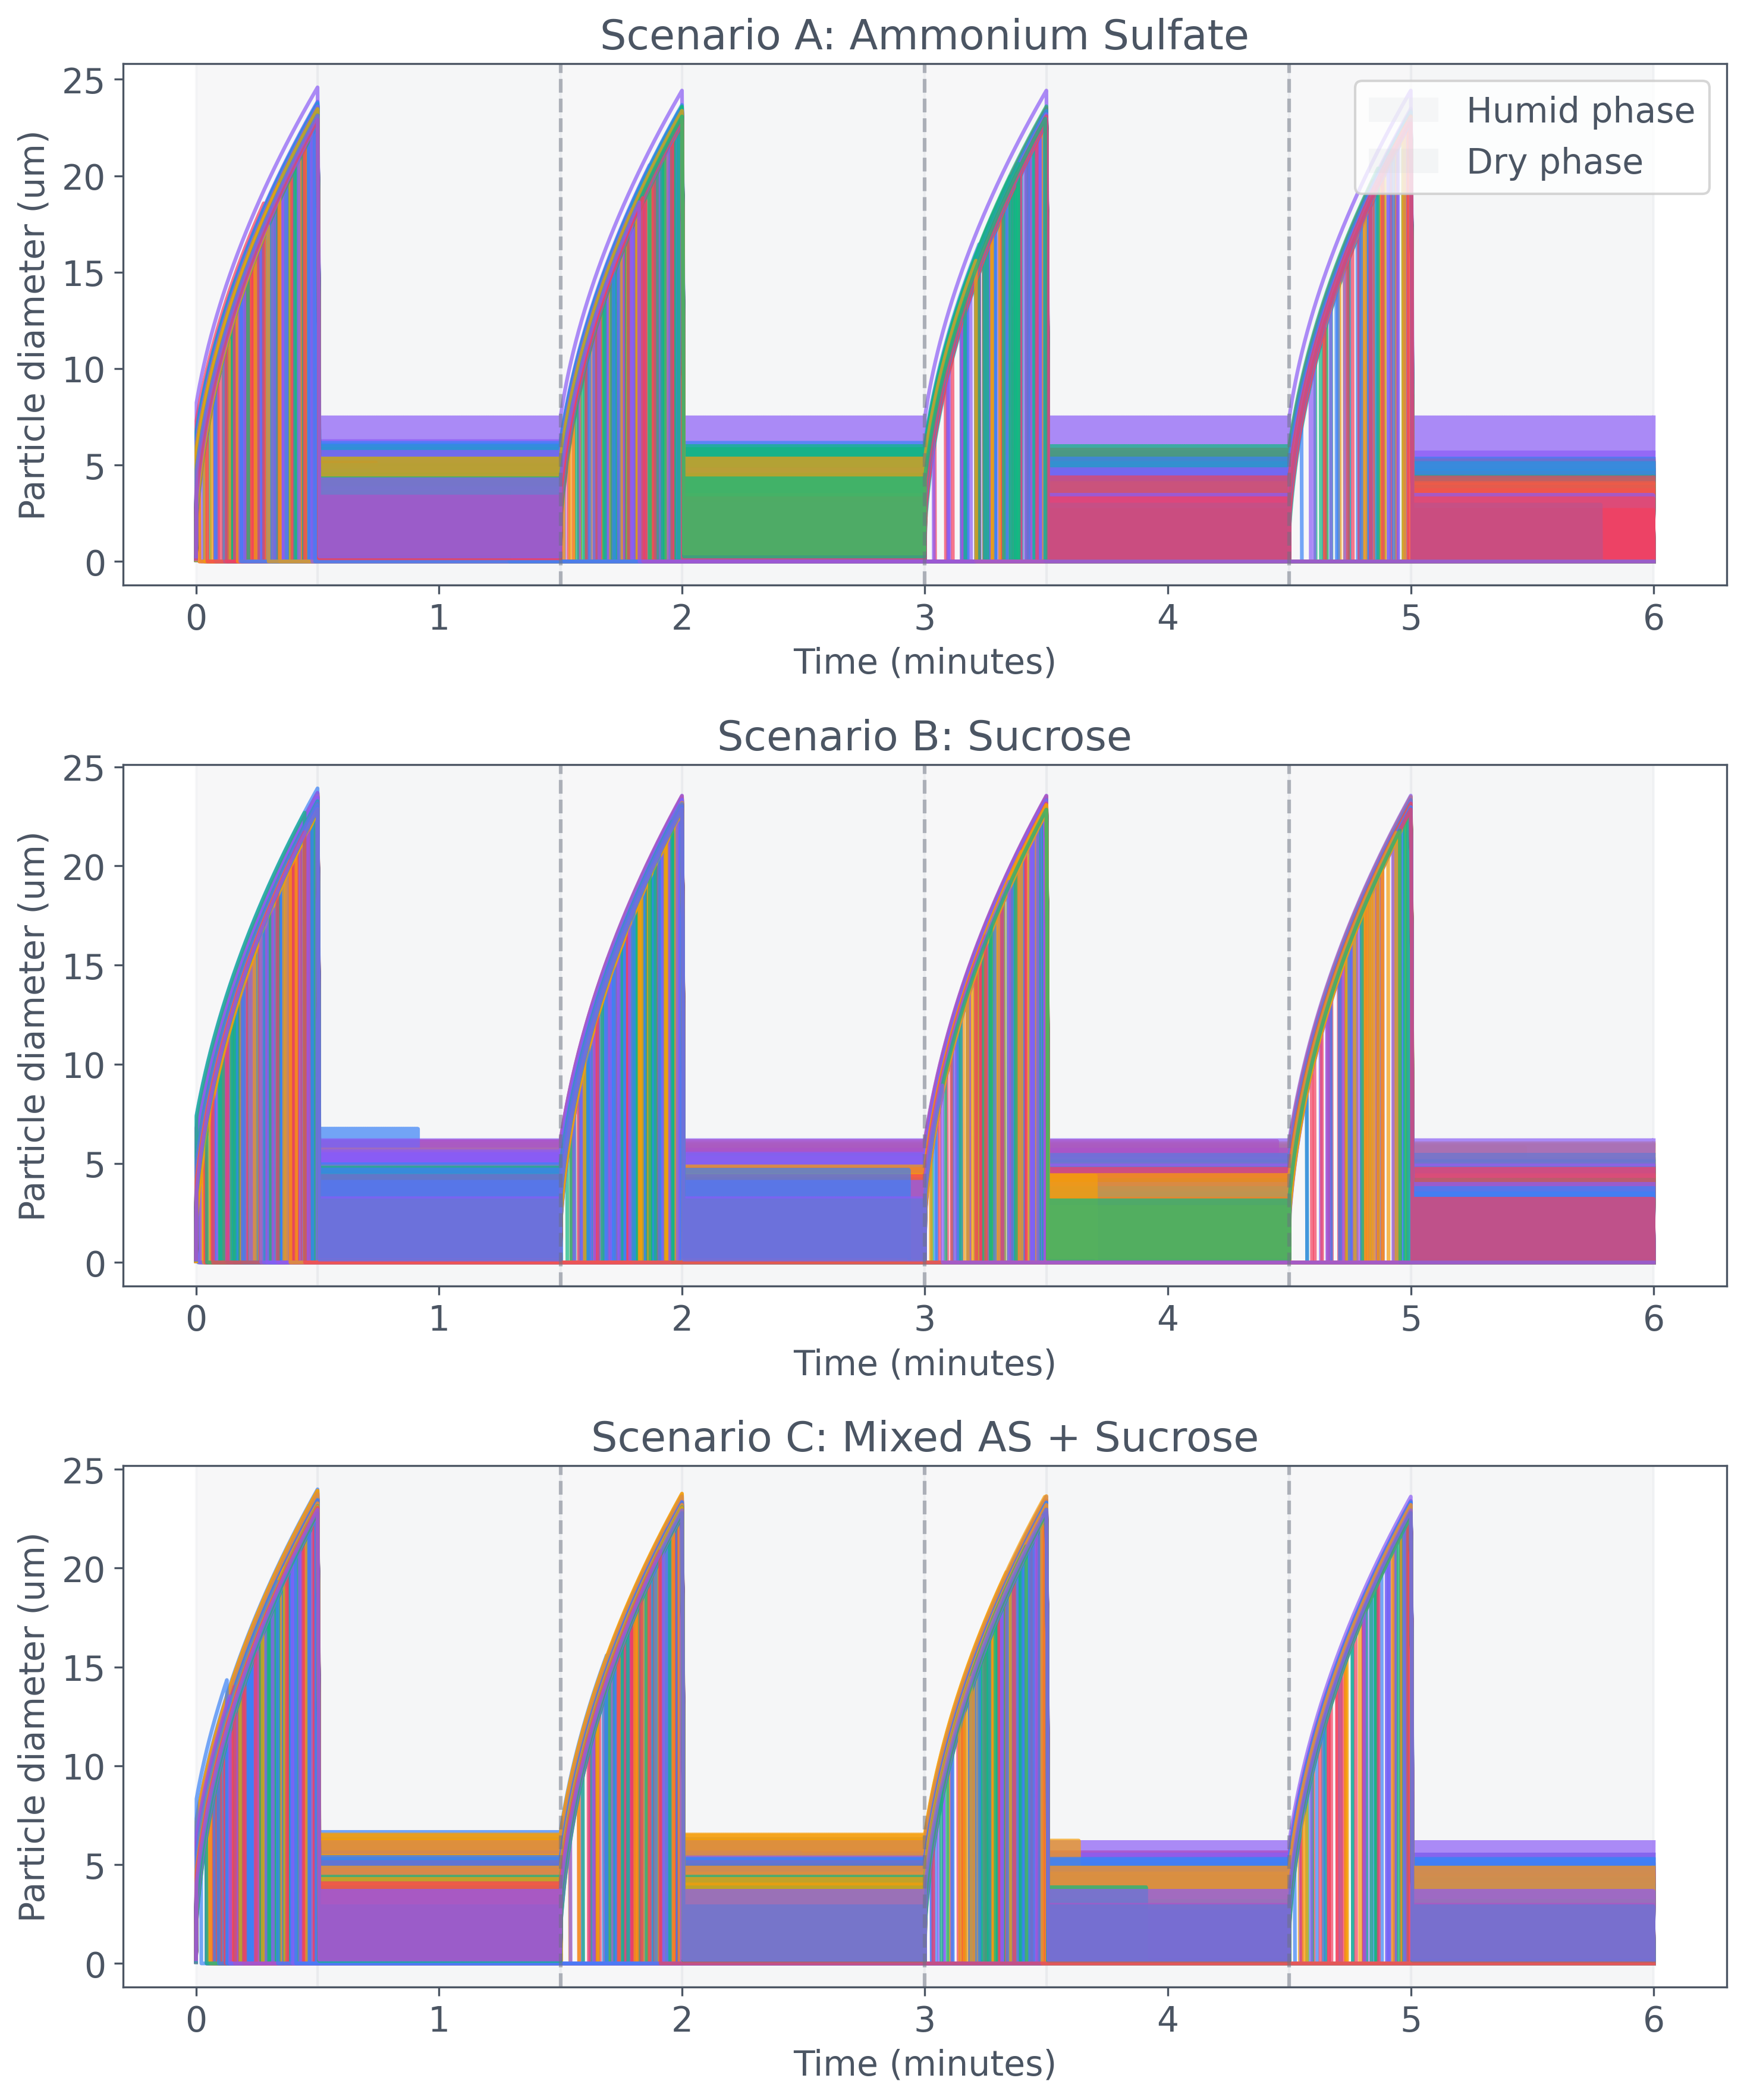 Scenario A: Ammonium Sulfate
25
20
15
10
5
0
Particle diameter (um)
Humid phase
Dry phase
0 1 2 3 4 5 6
Time (minutes)
Scenario B: Sucrose
25
20
15
10
5
0
Particle diameter (um)
0 1 2 3 4 5 6
Time (minutes)
Scenario C: Mixed AS + Sucrose
25
20
15
10
5
0
Particle diameter (um)
0 1 2 3 4 5 6
Time (minutes)